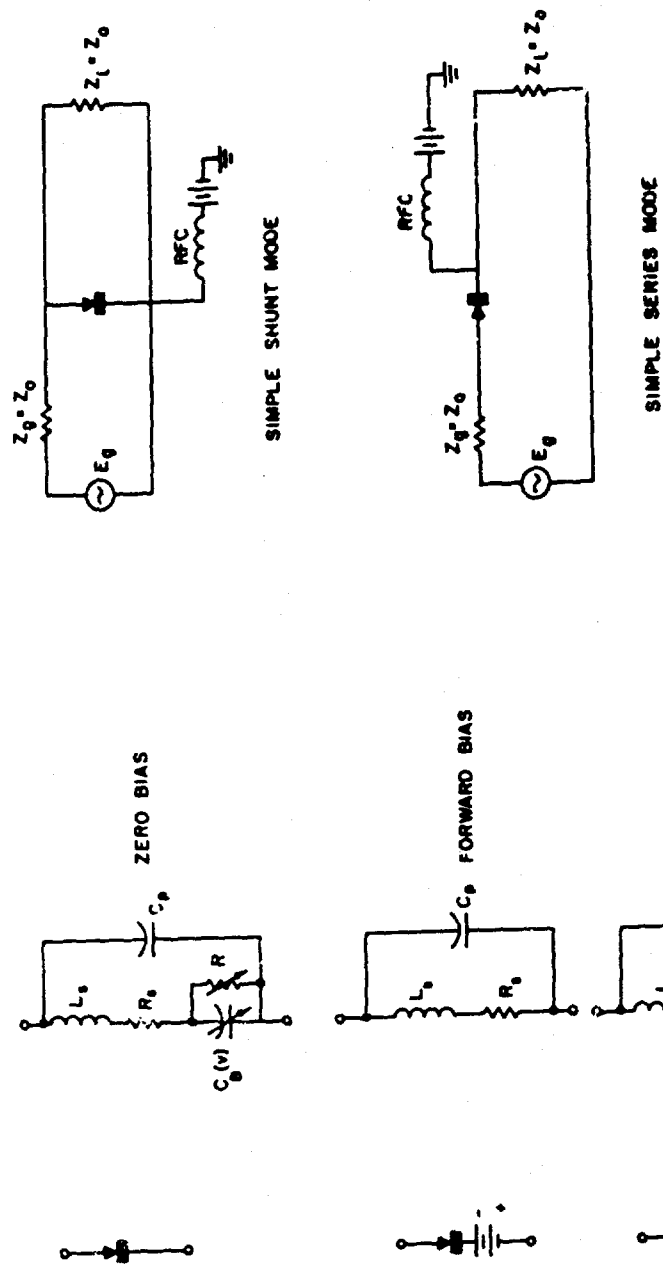 L_s
R_s
R
C_B(v)
C_p
ZERO BIAS
Z_g = Z_0
E_g
RFC
Z_L = Z_0
SIMPLE SHUNT MODE
L_s
R_s
C_p
FORWARD BIAS
-
+
Z_g = Z_0
E_g
RFC
Z_L = Z_0
SIMPLE SERIES MODE